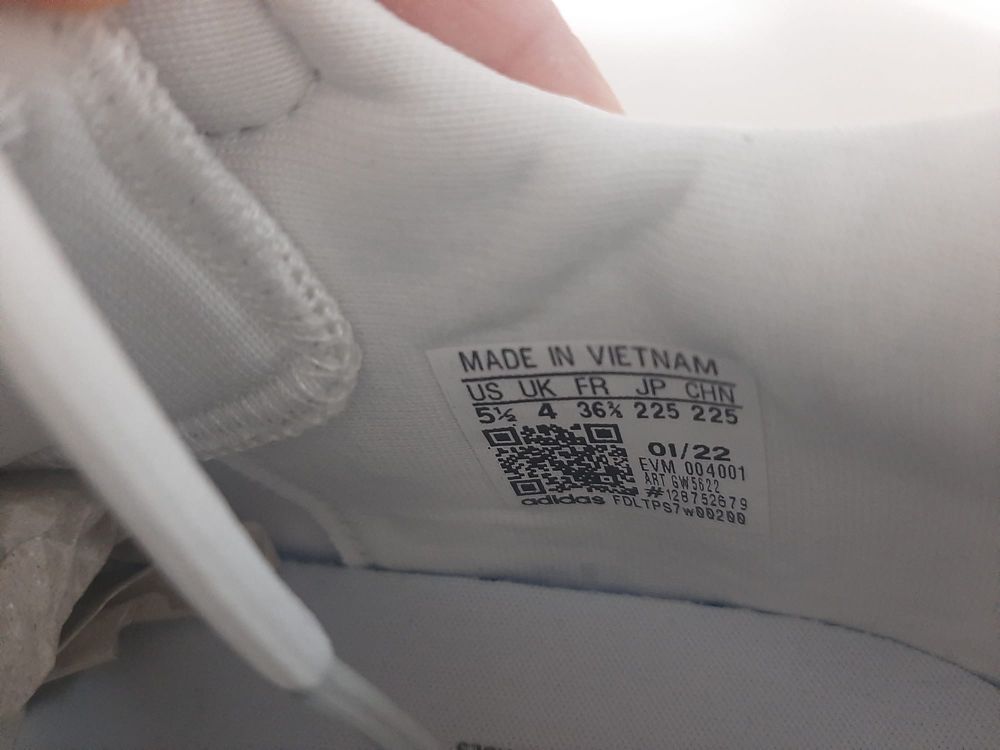 MADE IN VIETNAM
US UK FR JP CHN
5½ 4 36⅔ 225 225
01/22
EVM 004001
ART GW5622
#128752679
adidas FDLTPS7w00200